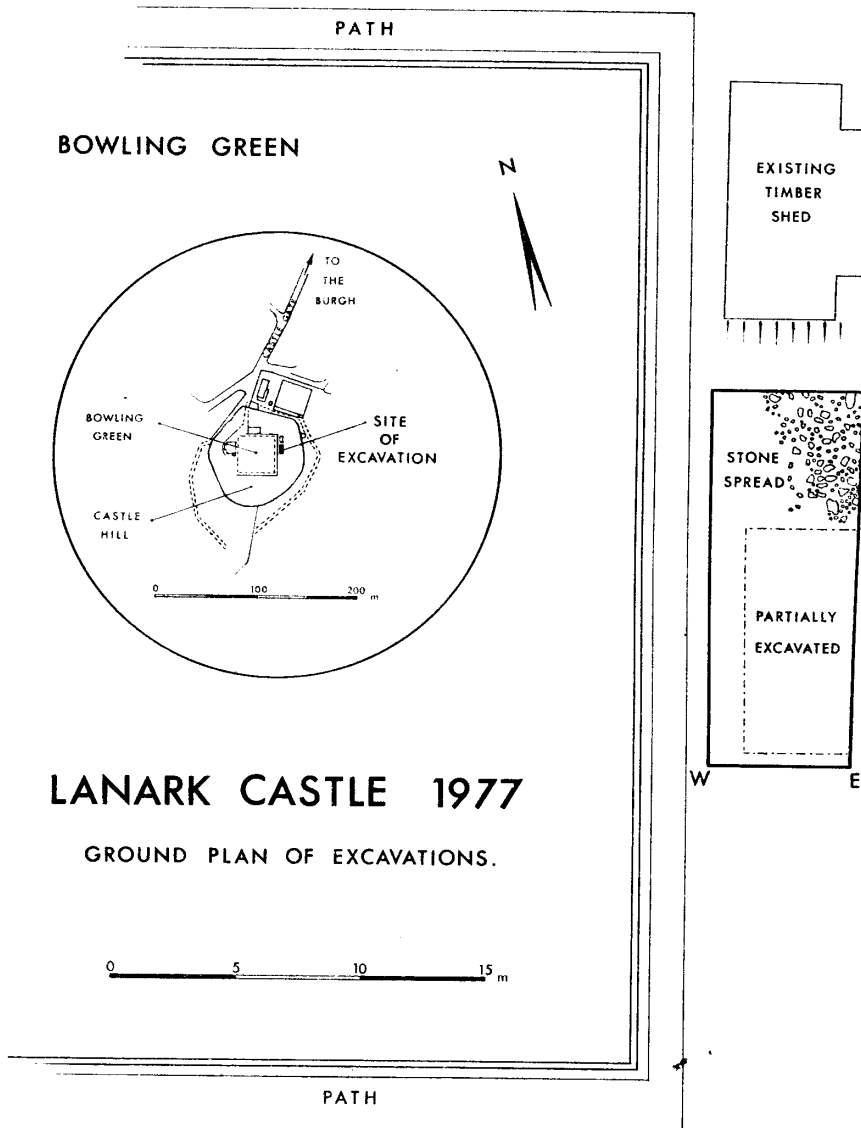 PATH
BOWLING GREEN
N
EXISTING
TIMBER
SHED
TO
THE
BURGH
BOWLING
GREEN
SITE
OF
EXCAVATION
CASTLE
HILL
0 100 200 m
STONE
SPREAD
PARTIALLY
EXCAVATED
W E
LANARK CASTLE 1977
GROUND PLAN OF EXCAVATIONS.
0 5 10 15 m
PATH